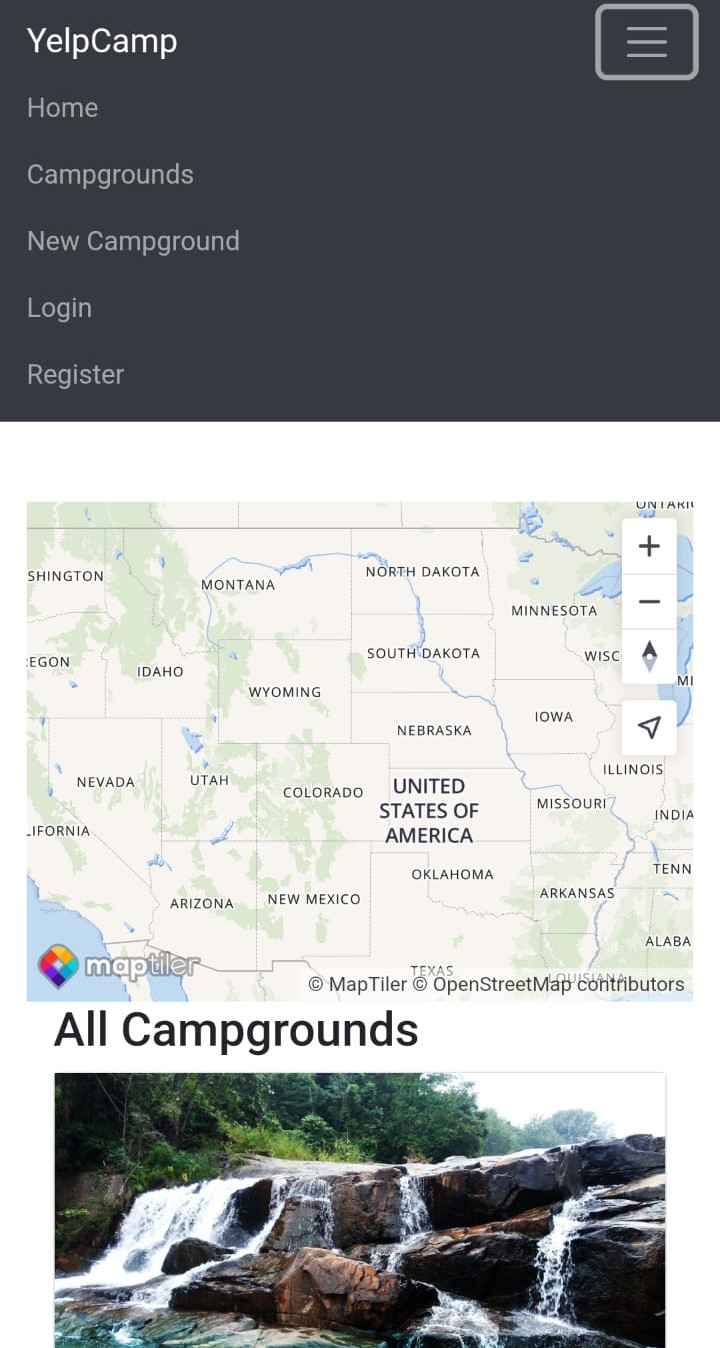 YelpCamp
Home
Campgrounds
New Campground
Login
Register
ONTARI
SHINGTON
MONTANA
NORTH DAKOTA
MINNESOTA
EGON
IDAHO
SOUTH DAKOTA
WISC
MI
WYOMING
NEBRASKA
IOWA
NEVADA
UTAH
COLORADO
UNITED
STATES OF
AMERICA
ILLINOIS
MISSOURI
INDIA
LIFORNIA
OKLAHOMA
TENN
ARIZONA
NEW MEXICO
ARKANSAS
ALABA
TEXAS
LOUISIANA
maptiler
© MapTiler © OpenStreetMap contributors
All Campgrounds